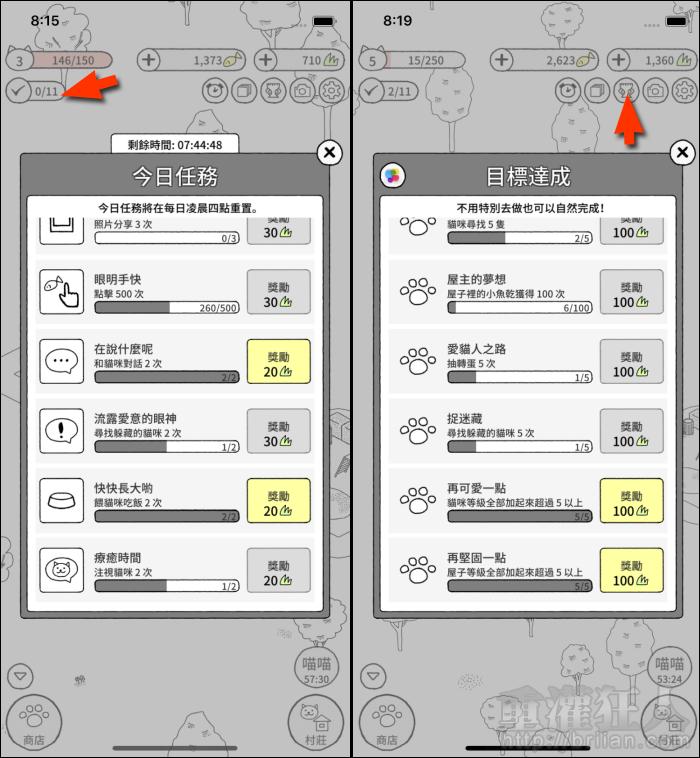 8:15
3
146/150
1,373
710
0/11
剩餘時間: 07:44:48
今日任務
今日任務將在每日凌晨四點重置。
照片分享 3 次
0/3
獎勵
30
眼明手快
點擊 500 次
260/500
獎勵
30
在說什麼呢
和貓咪對話 2 次
2/2
獎勵
20
流露愛意的眼神
尋找躲藏的貓咪 2 次
1/2
獎勵
30
快快長大喲
餵貓咪吃飯 2 次
2/2
獎勵
20
療癒時間
注視貓咪 2 次
1/2
獎勵
20
喵喵
57:30
商店
村莊
8:19
5
15/250
2,623
1,360
2/11
目標達成
不用特別去做也可以自然完成!
貓咪尋找 5 隻
2/5
獎勵
100
屋主的夢想
屋子裡的小魚乾獲得 100 次
6/100
獎勵
100
愛貓人之路
抽轉蛋 5 次
1/5
獎勵
100
捉迷藏
尋找躲藏的貓咪 5 次
1/5
獎勵
100
再可愛一點
貓咪等級全部加起來超過 5 以上
5/5
獎勵
100
再堅固一點
屋子等級全部加起來超過 5 以上
5/5
獎勵
100
喵喵
53:24
商店
村莊
電獺狂人
http://briian.com